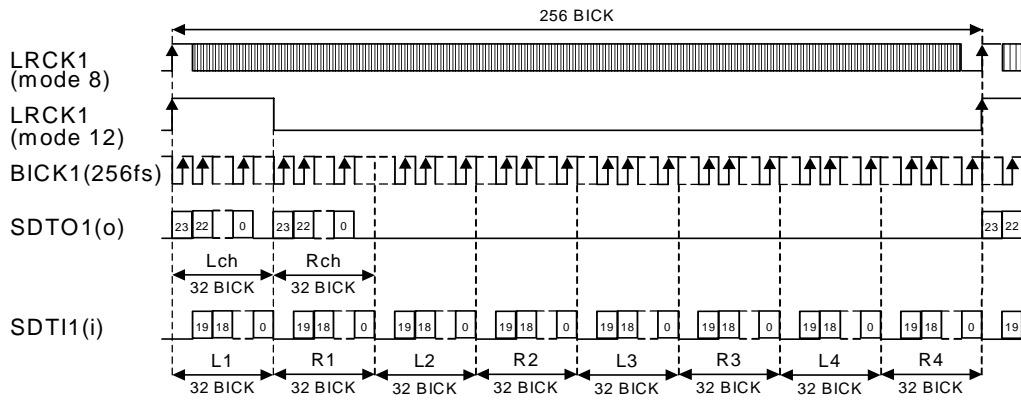 256 BICK
LRCK1
(mode 8)
LRCK1
(mode 12)
BICK1(256fs)
SDTO1(o)
23 22 0 23 22 0 23 22
Lch Rch
32 BICK 32 BICK
SDTI1(i)
19 18 0 19 18 0 19 18 0 19 18 0 19 18 0 19 18 0 19 18 0 19 18 0 19
L1 R1 L2 R2 L3 R3 L4 R4
32 BICK 32 BICK 32 BICK 32 BICK 32 BICK 32 BICK 32 BICK 32 BICK